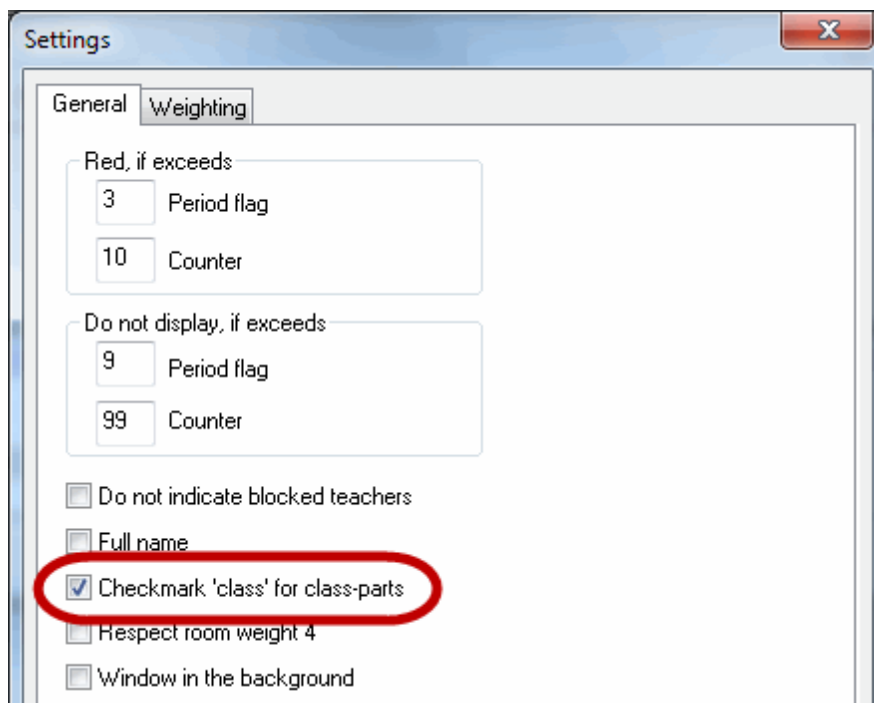 Settings
General Weighting
Red, if exceeds
3 Period flag
10 Counter
Do not display, if exceeds
9 Period flag
99 Counter
Do not indicate blocked teachers
Full name
Checkmark 'class' for class-parts
Respect room weight 4
Window in the background